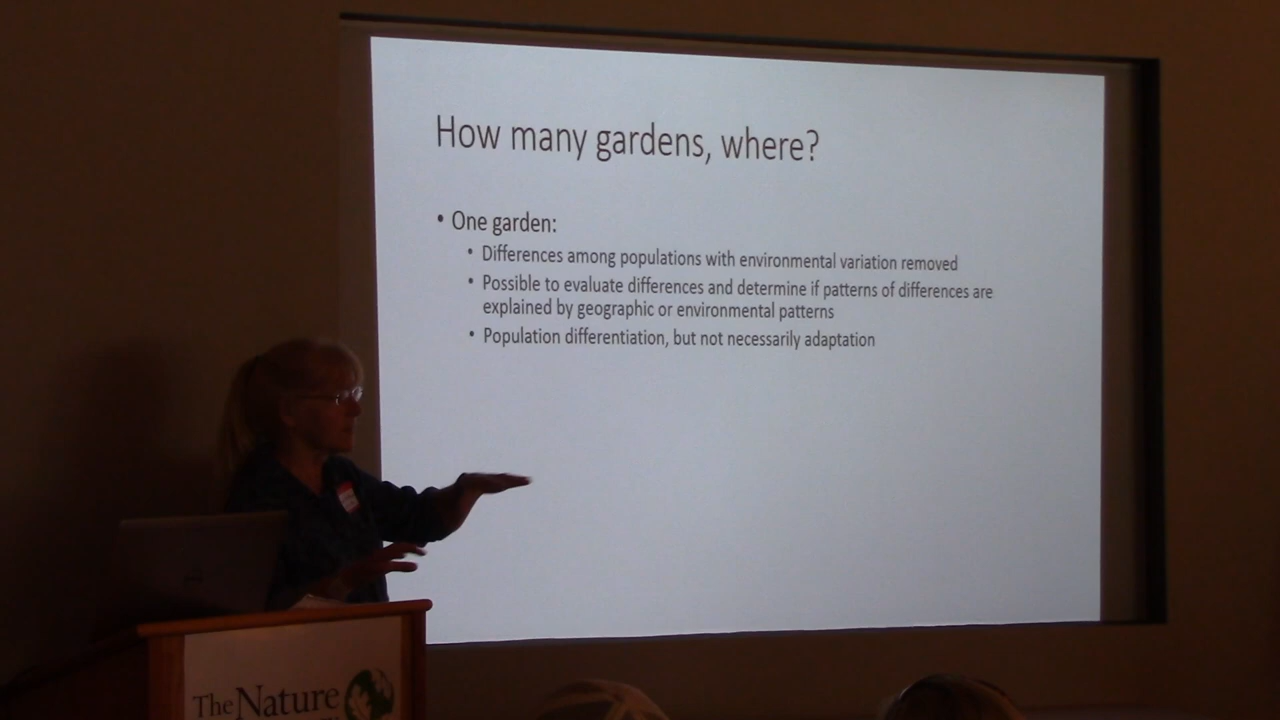 How many gardens, where?
• One garden:
• Differences among populations with environmental variation removed
• Possible to evaluate differences and determine if patterns of differences are
explained by geographic or environmental patterns
• Population differentiation, but not necessarily adaptation
The Nature